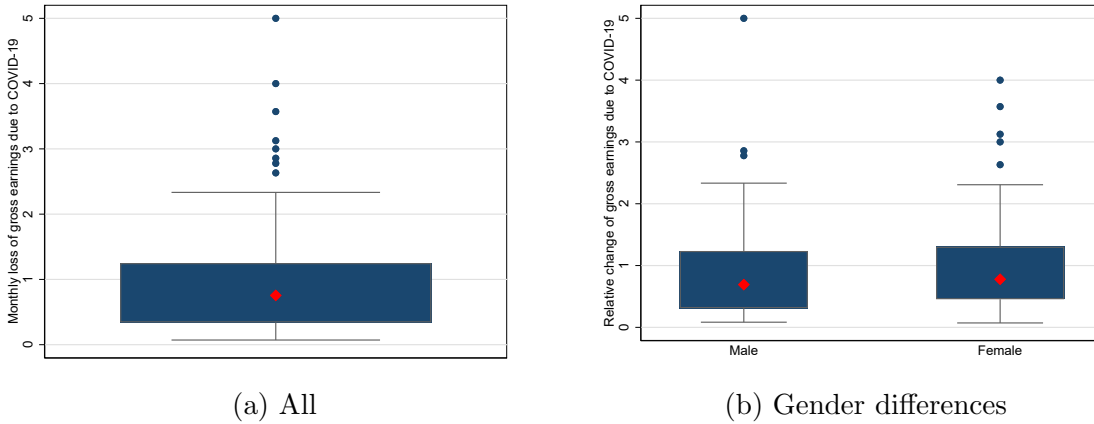 Monthly loss of gross earnings due to COVID-19
5
4
3
2
1
0
(a) All
Relative change of gross earnings due to COVID-19
5
4
3
2
1
0
Male Female
(b) Gender differences